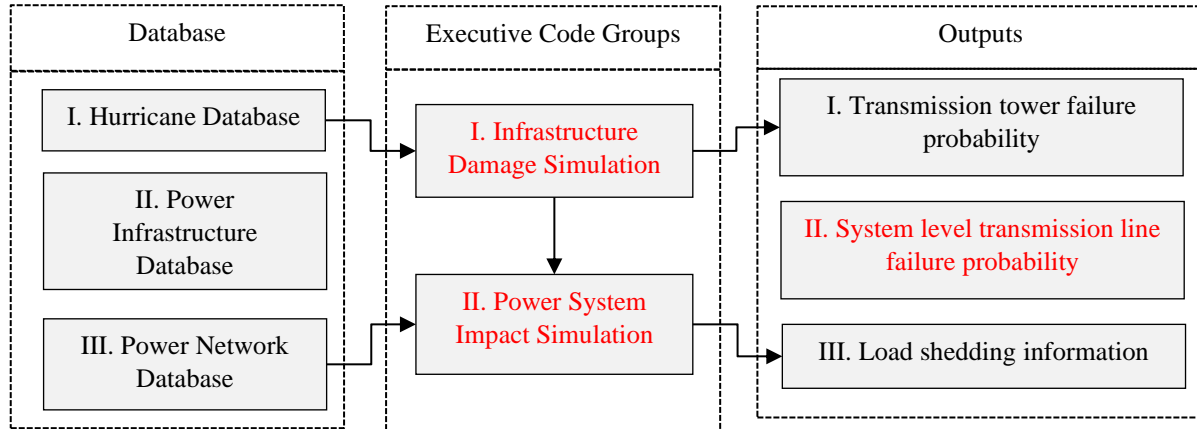 Database
I. Hurricane Database
II. Power
Infrastructure
Database
III. Power Network
Database
Executive Code Groups
I. Infrastructure
Damage Simulation
II. Power System
Impact Simulation
Outputs
I. Transmission tower failure
probability
II. System level transmission line
failure probability
III. Load shedding information